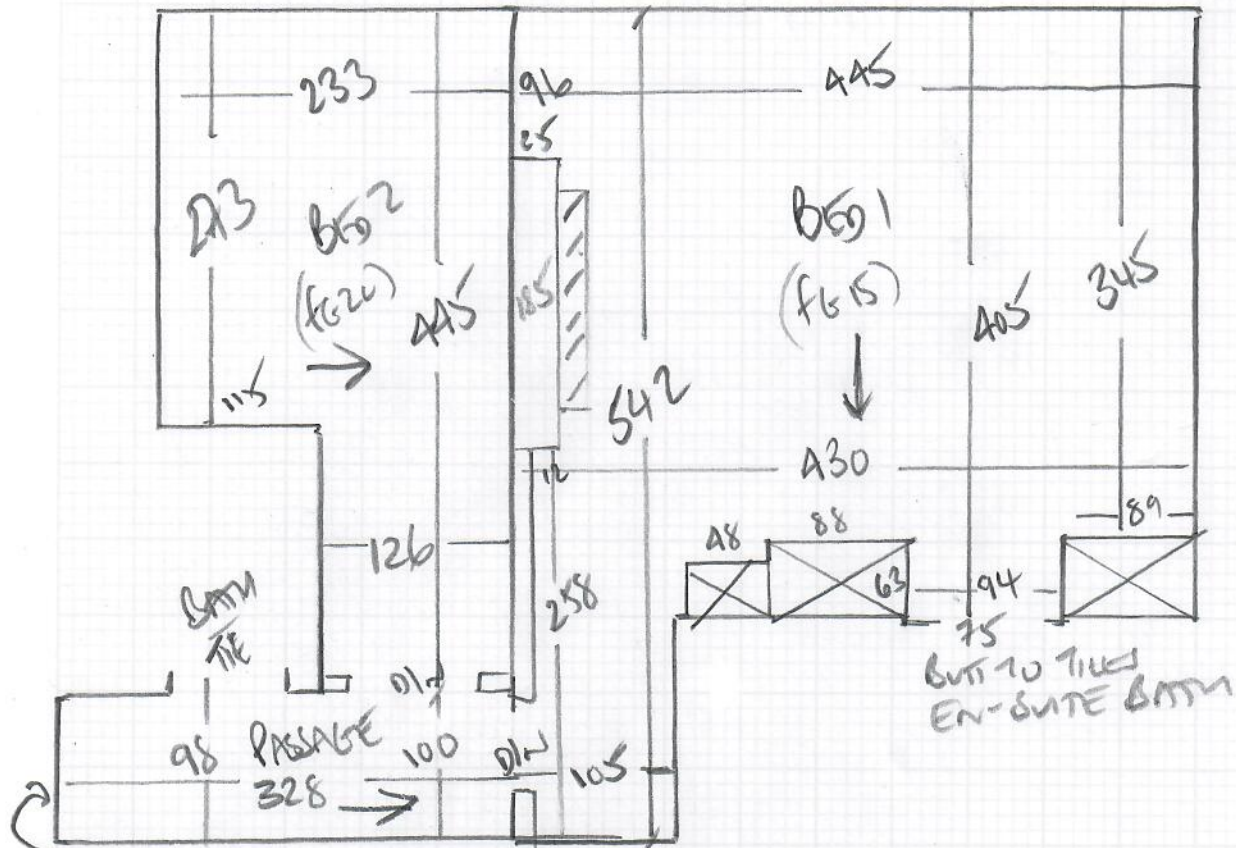 233
96
445
25
273
BED 2
(FG 20)
445
185
BED 1
(FG 15)
405
345
115
542
12
430
126
48
88
89
63
94
258
75
BUTT TO TILES
EN-SUITE BATH
BATH
D/N
98
PASSAGE
100
D/N
105
328